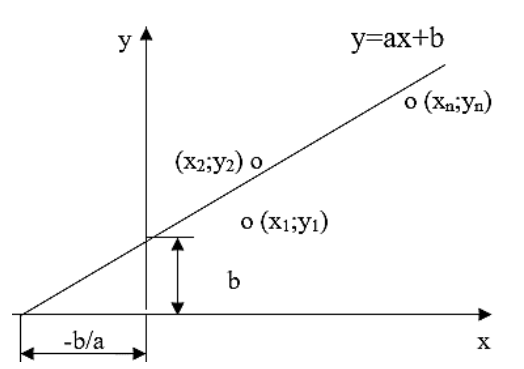 y
y=ax+b
(xₙ;yₙ)
(x₂;y₂)
(x₁;y₁)
b
-b/a
x